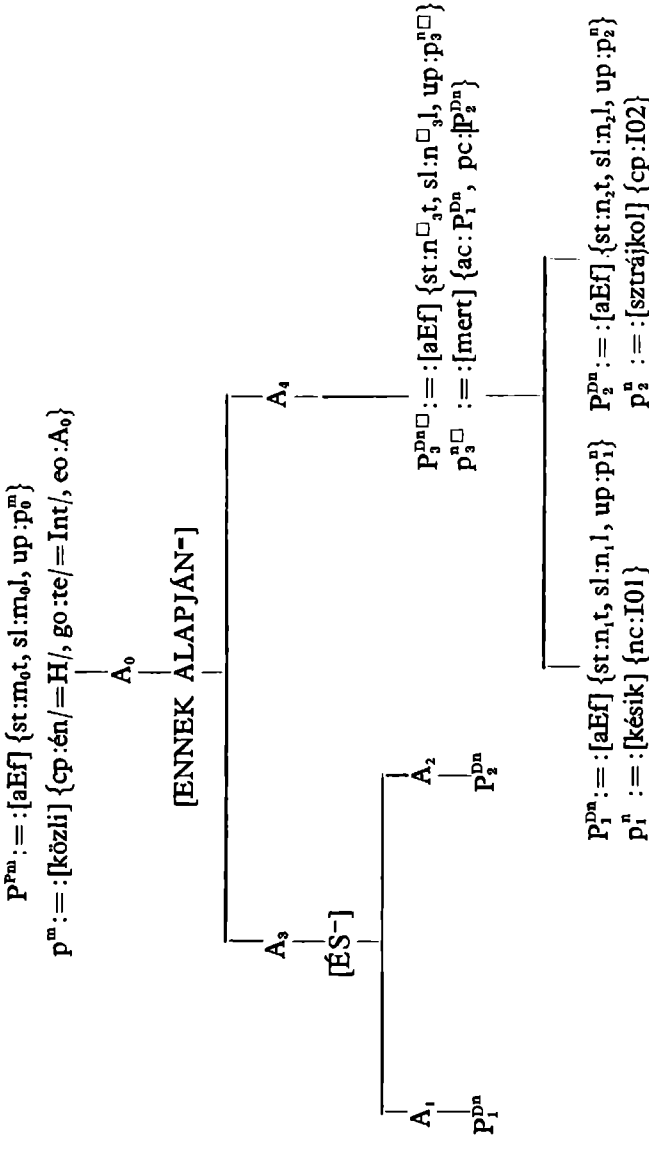 P^Pm :=:[aEf] {st:m₀t, sl:m₀l, up:p₀^m}
p^m :=:[közli] {cp:én/=H/, go:te/=Int/, eo:A₀}
A₀
[ENNEK ALAPJÁN⁼]
A₃ A₄
[ÉS⁻]
P₃^Dn□ :=:[aEf] {st:n^□₃t, sl:n^□₃l, up:p₃^n□}
p₃^n□ :=:[mert] {ac:P₁^Dn, pc:P₂^Dn}
A₁ A₂
P₁^Dn P₂^Dn
P₁^Dn :=:[aEf] {st:n₁t, sl:n₁l, up:p₁^n} P₂^Dn :=:[aEf] {st:n₂t, sl:n₂l, up:p₂^n}
p₁^n :=:[késik] {nc:I01} p₂^n :=:[sztrájkol] {cp:I02}